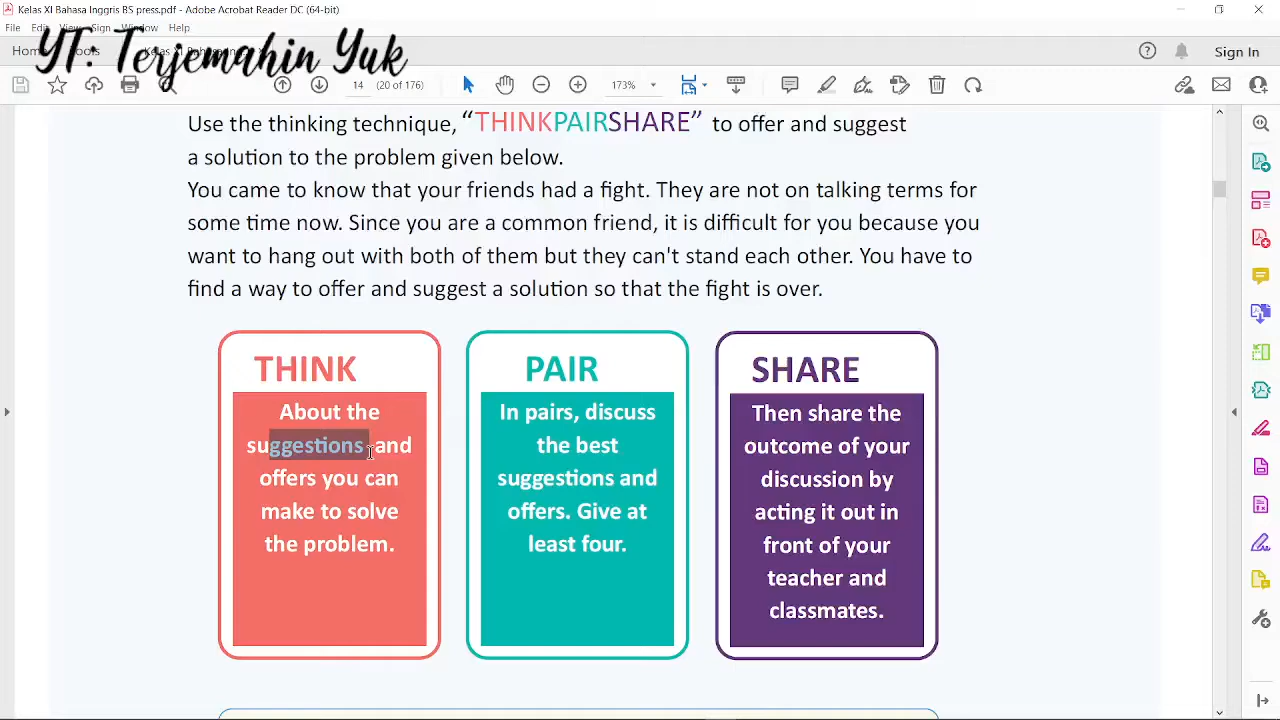 Kelas XI Bahasa Inggris BS press.pdf - Adobe Acrobat Reader DC (64-bit)
File Edit View Sign Window Help
YT: Terjemahin Yuk
Sign In
14 (20 of 176)
173%
Use the thinking technique, “THINKPAIRSHARE” to offer and suggest
a solution to the problem given below.
You came to know that your friends had a fight. They are not on talking terms for
some time now. Since you are a common friend, it is difficult for you because you
want to hang out with both of them but they can't stand each other. You have to
find a way to offer and suggest a solution so that the fight is over.
THINK
About the
suggestions and
offers you can
make to solve
the problem.
PAIR
In pairs, discuss
the best
suggestions and
offers. Give at
least four.
SHARE
Then share the
outcome of your
discussion by
acting it out in
front of your
teacher and
classmates.